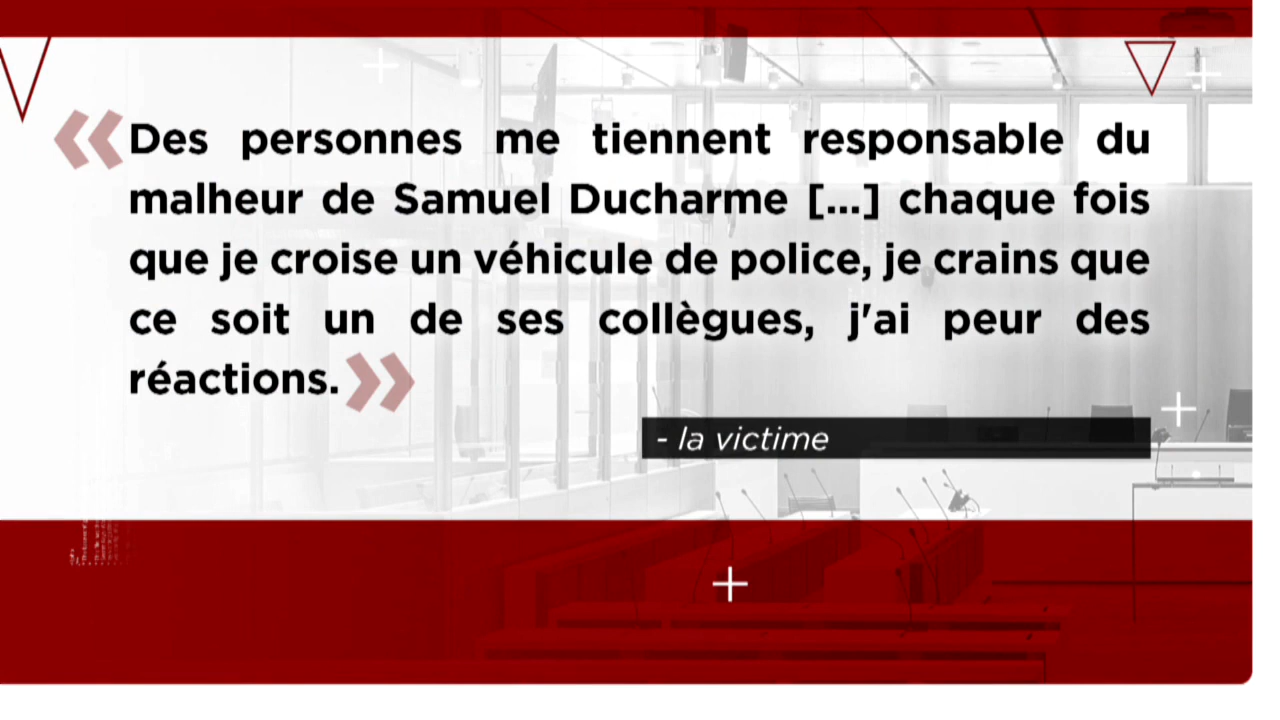 « Des personnes me tiennent responsable du
malheur de Samuel Ducharme [...] chaque fois
que je croise un véhicule de police, je crains que
ce soit un de ses collègues, j'ai peur des
réactions. »
- la victime